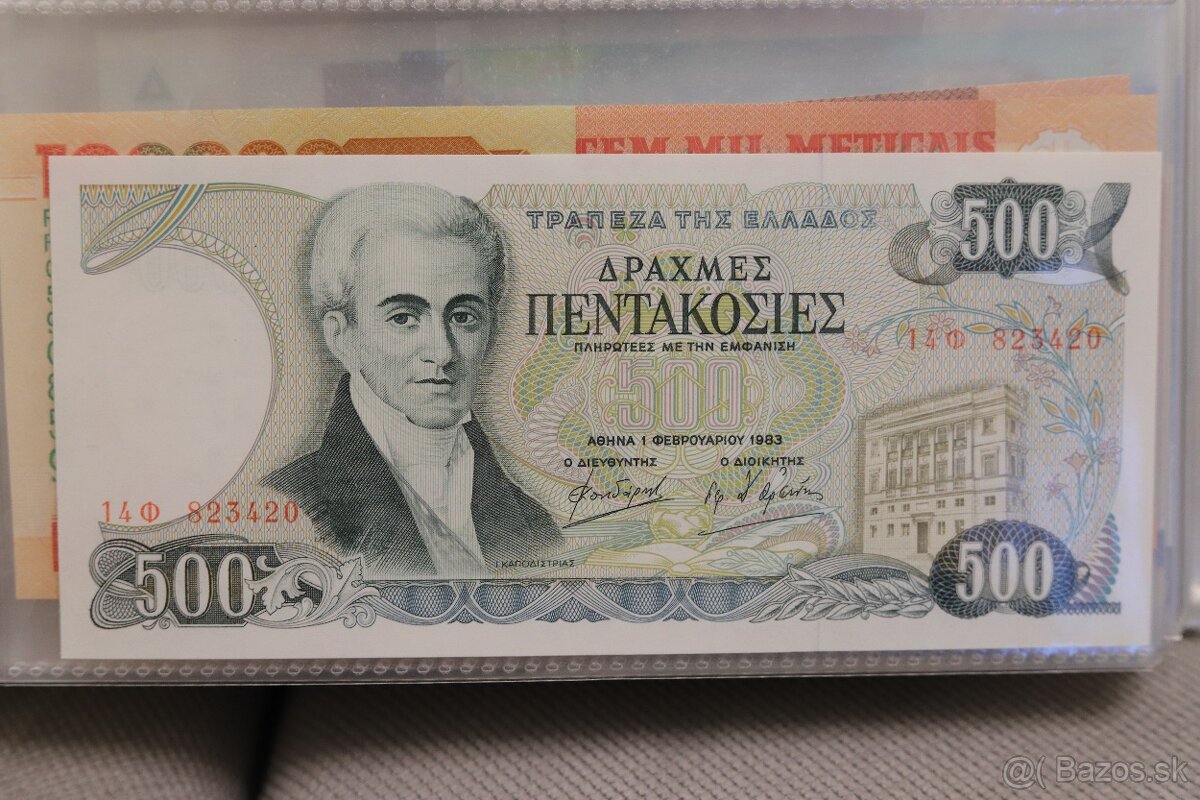 CEM MIL METICAIS
ΤΡΑΠΕΖΑ ΤΗΣ ΕΛΛΑΔΟΣ
500
ΔΡΑΧΜΕΣ
ΠΕΝΤΑΚΟΣΙΕΣ
ΠΛΗΡΩΤΕΕΣ ΜΕ ΤΗΝ ΕΜΦΑΝΙΣΗ
14Φ 823420
500
ΑΘΗΝΑ 1 ΦΕΒΡΟΥΑΡΙΟΥ 1983
Ο ΔΙΕΥΘΥΝΤΗΣ Ο ΔΙΟΙΚΗΤΗΣ
14Φ 823420
Ι.ΚΑΠΟΔΙΣΤΡΙΑΣ
500
500
@( Bazos.sk